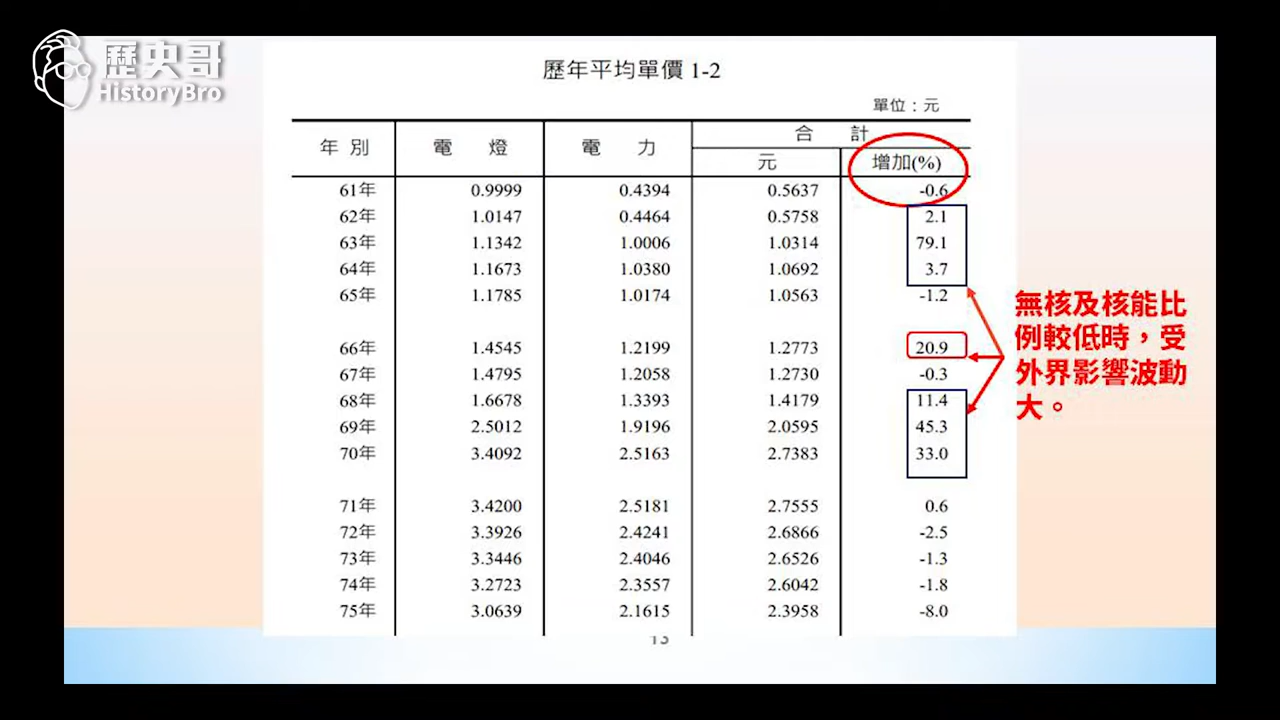 歷史哥
HistoryBro
歷年平均單價 1-2
單位：元
年別 電燈 電力 合計
元 增加(%)
61年 0.9999 0.4394 0.5637 -0.6
62年 1.0147 0.4464 0.5758 2.1
63年 1.1342 1.0006 1.0314 79.1
64年 1.1673 1.0380 1.0692 3.7
65年 1.1785 1.0174 1.0563 -1.2
66年 1.4545 1.2199 1.2773 20.9
67年 1.4795 1.2058 1.2730 -0.3
68年 1.6678 1.3393 1.4179 11.4
69年 2.5012 1.9196 2.0595 45.3
70年 3.4092 2.5163 2.7383 33.0
71年 3.4200 2.5181 2.7555 0.6
72年 3.3926 2.4241 2.6866 -2.5
73年 3.3446 2.4046 2.6526 -1.3
74年 3.2723 2.3557 2.6042 -1.8
75年 3.0639 2.1615 2.3958 -8.0
無核及核能比
例較低時，受
外界影響波動
大。